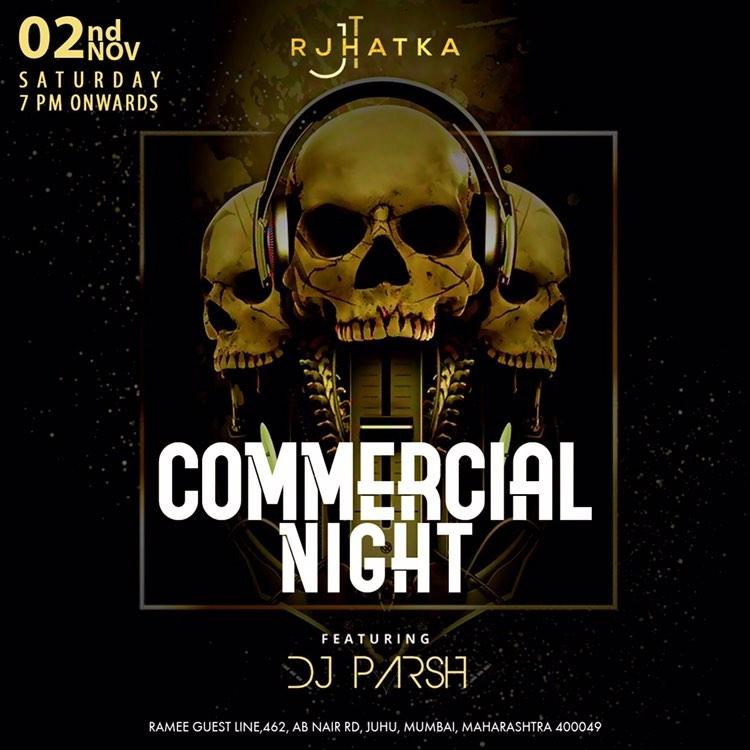 02nd
NOV
SATURDAY
7 PM ONWARDS
RJHATKA
JT
COMMERCIAL
NIGHT
FEATURING
DJ PARSH
RAMEE GUEST LINE,462, AB NAIR RD, JUHU, MUMBAI, MAHARASHTRA 400049